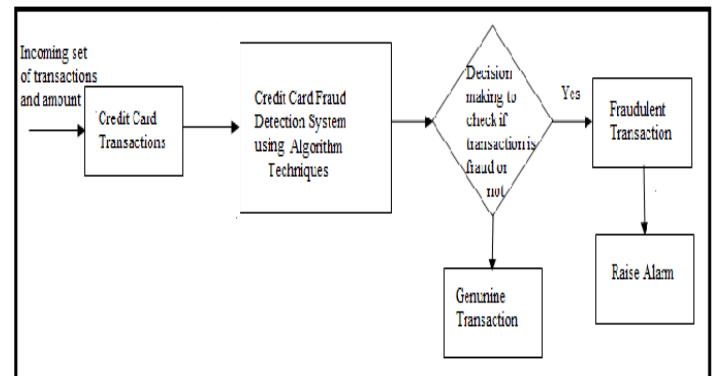 Incoming set
of transactions
and amount
Credit Card
Transactions
Credit Card Fraud
Detection System
using Algorithm
Techniques
Decision
making to
check if
transaction is
fraud or
not
Yes
Fraudulent
Transaction
Raise Alarm
Genunine
Transaction